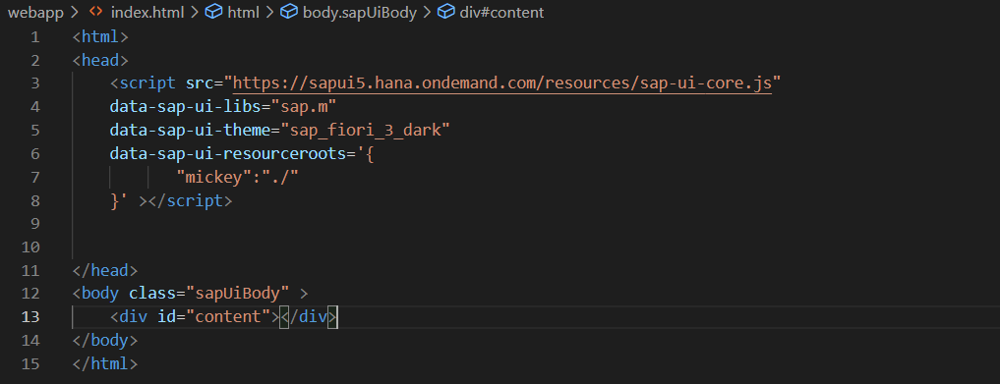 webapp > <> index.html > html > body.sapUiBody > div#content
1 <html>
2 <head>
3 <script src="https://sapui5.hana.ondemand.com/resources/sap-ui-core.js"
4 data-sap-ui-libs="sap.m"
5 data-sap-ui-theme="sap_fiori_3_dark"
6 data-sap-ui-resourceroots='{
7 "mickey":"./"
8 }' ></script>
9
10
11 </head>
12 <body class="sapUiBody" >
13 <div id="content"></div>
14 </body>
15 </html>